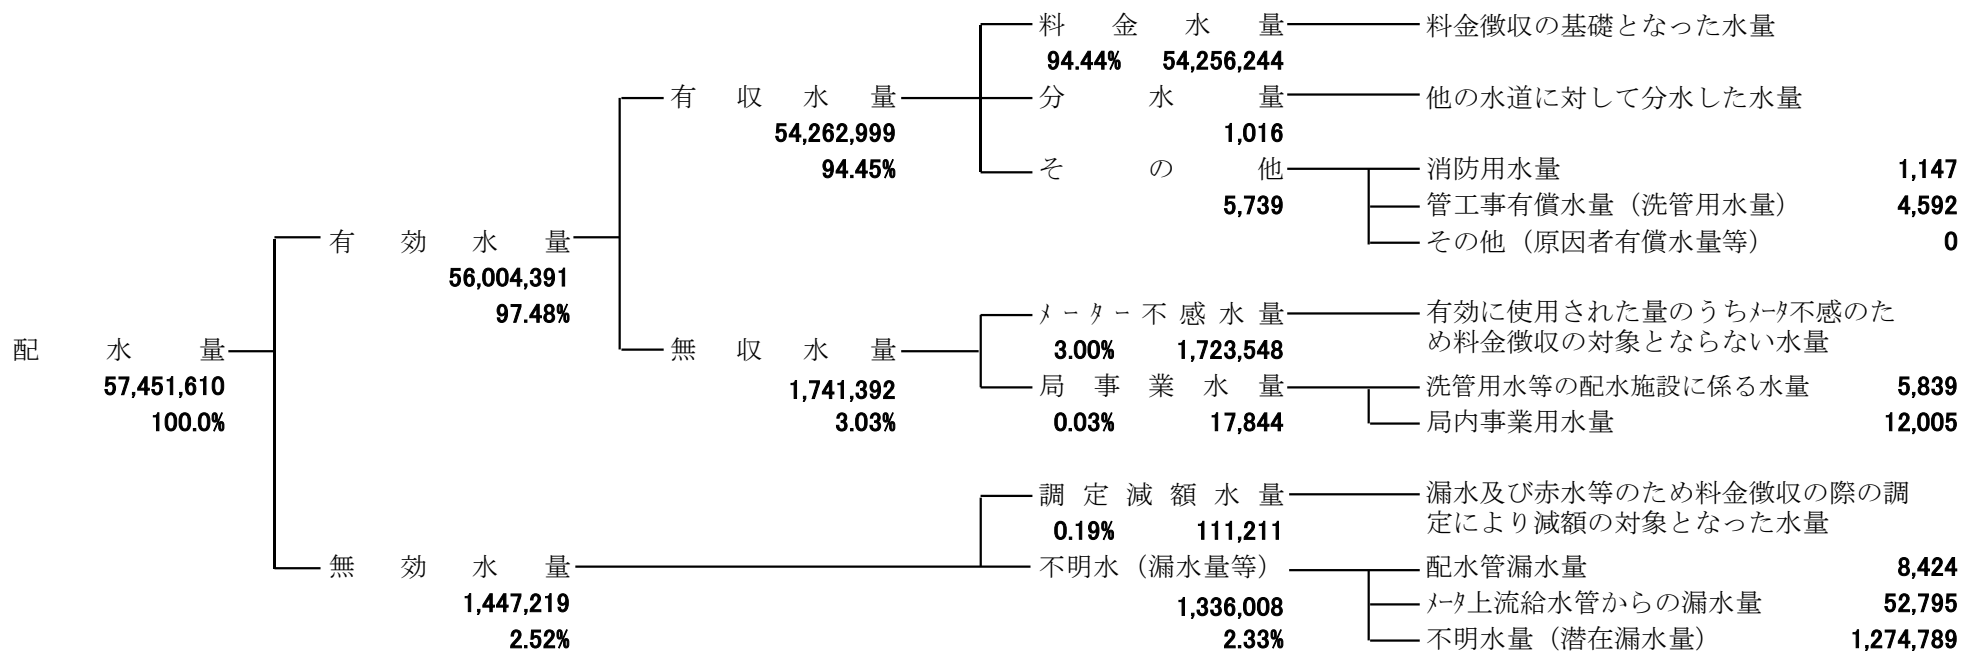 料金水量 料金徴収の基礎となった水量
94.44% 54,256,244
有収水量 分水量 他の水道に対して分水した水量
54,262,999 1,016
94.45% その他 消防用水量 1,147
5,739 管工事有償水量（洗管用水量） 4,592
有効水量 その他（原因者有償水量等） 0
56,004,391
97.48% メーター不感水量 有効に使用された量のうちメータ不感のた
配水量 無収水量 3.00% 1,723,548 め料金徴収の対象とならない水量
57,451,610 1,741,392 局事業水量 洗管用水等の配水施設に係る水量 5,839
100.0% 3.03% 0.03% 17,844 局内事業用水量 12,005
調定減額水量 漏水及び赤水等のため料金徴収の際の調
0.19% 111,211 定により減額の対象となった水量
無効水量 不明水（漏水量等） 配水管漏水量 8,424
1,447,219 1,336,008 メータ上流給水管からの漏水量 52,795
2.52% 2.33% 不明水量（潜在漏水量） 1,274,789